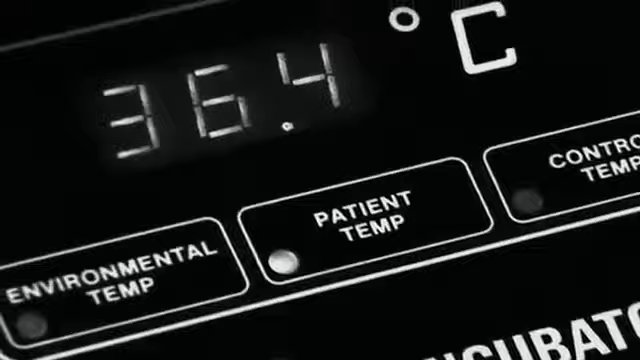 36.4 °C
ENVIRONMENTAL
TEMP
PATIENT
TEMP
CONTRO
TEMP
NCUBATO